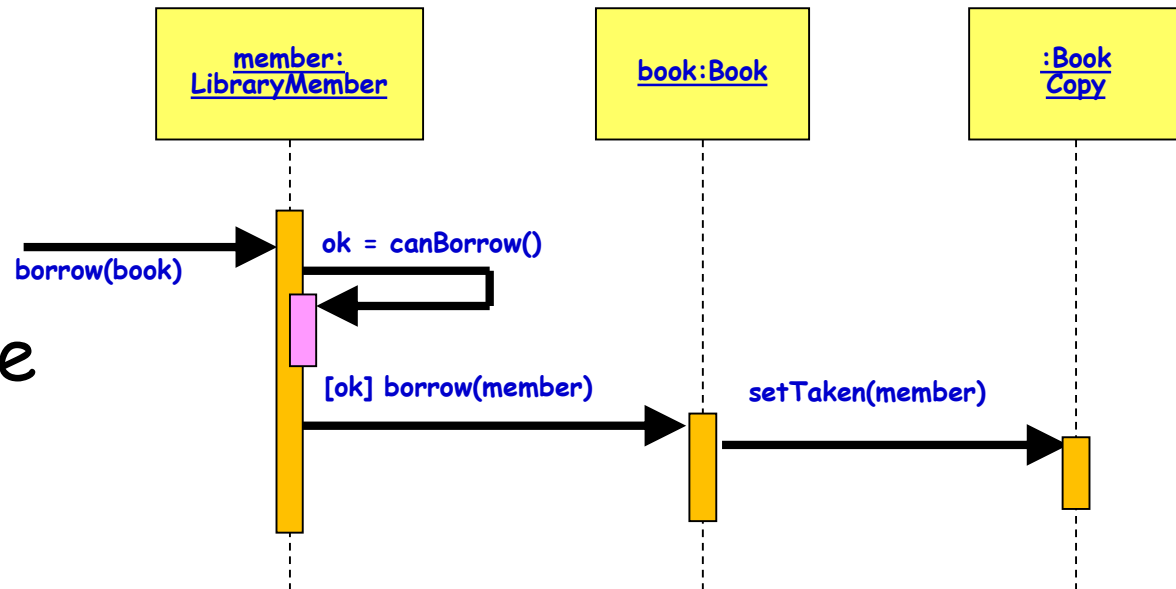 member:
LibraryMember
book:Book
:Book
Copy
ok = canBorrow()
borrow(book)
e
[ok] borrow(member)
setTaken(member)